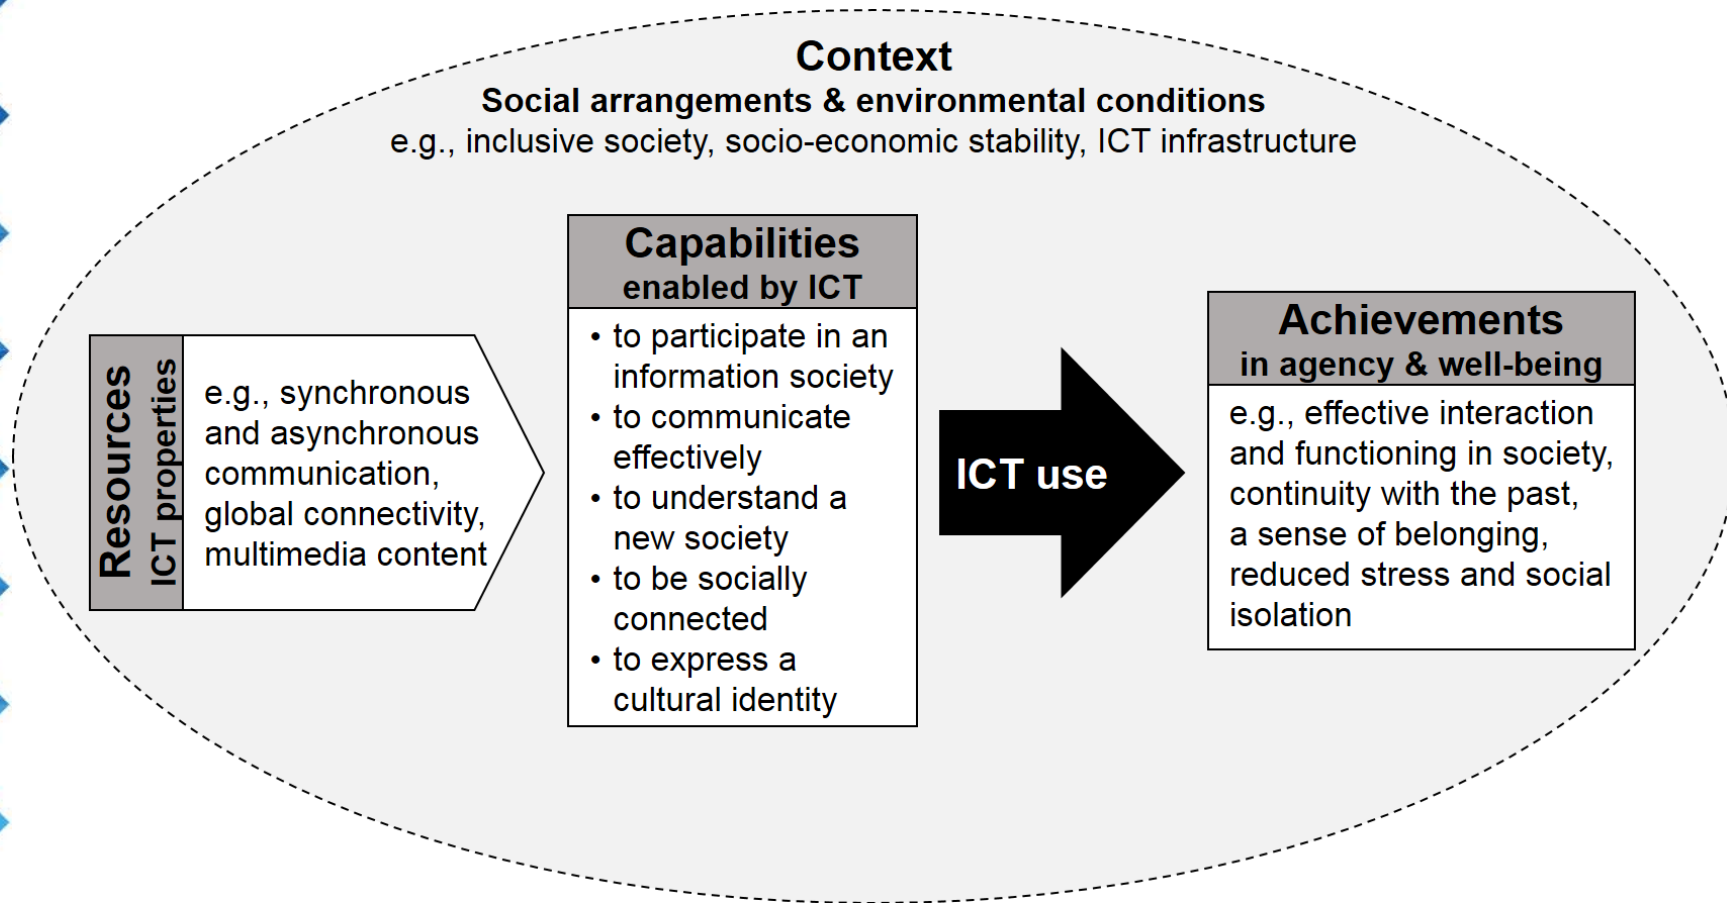 Context
Social arrangements & environmental conditions
e.g., inclusive society, socio-economic stability, ICT infrastructure
Resources
ICT properties
e.g., synchronous
and asynchronous
communication,
global connectivity,
multimedia content
Capabilities
enabled by ICT
• to participate in an
information society
• to communicate
effectively
• to understand a
new society
• to be socially
connected
• to express a
cultural identity
ICT use
Achievements
in agency & well-being
e.g., effective interaction
and functioning in society,
continuity with the past,
a sense of belonging,
reduced stress and social
isolation